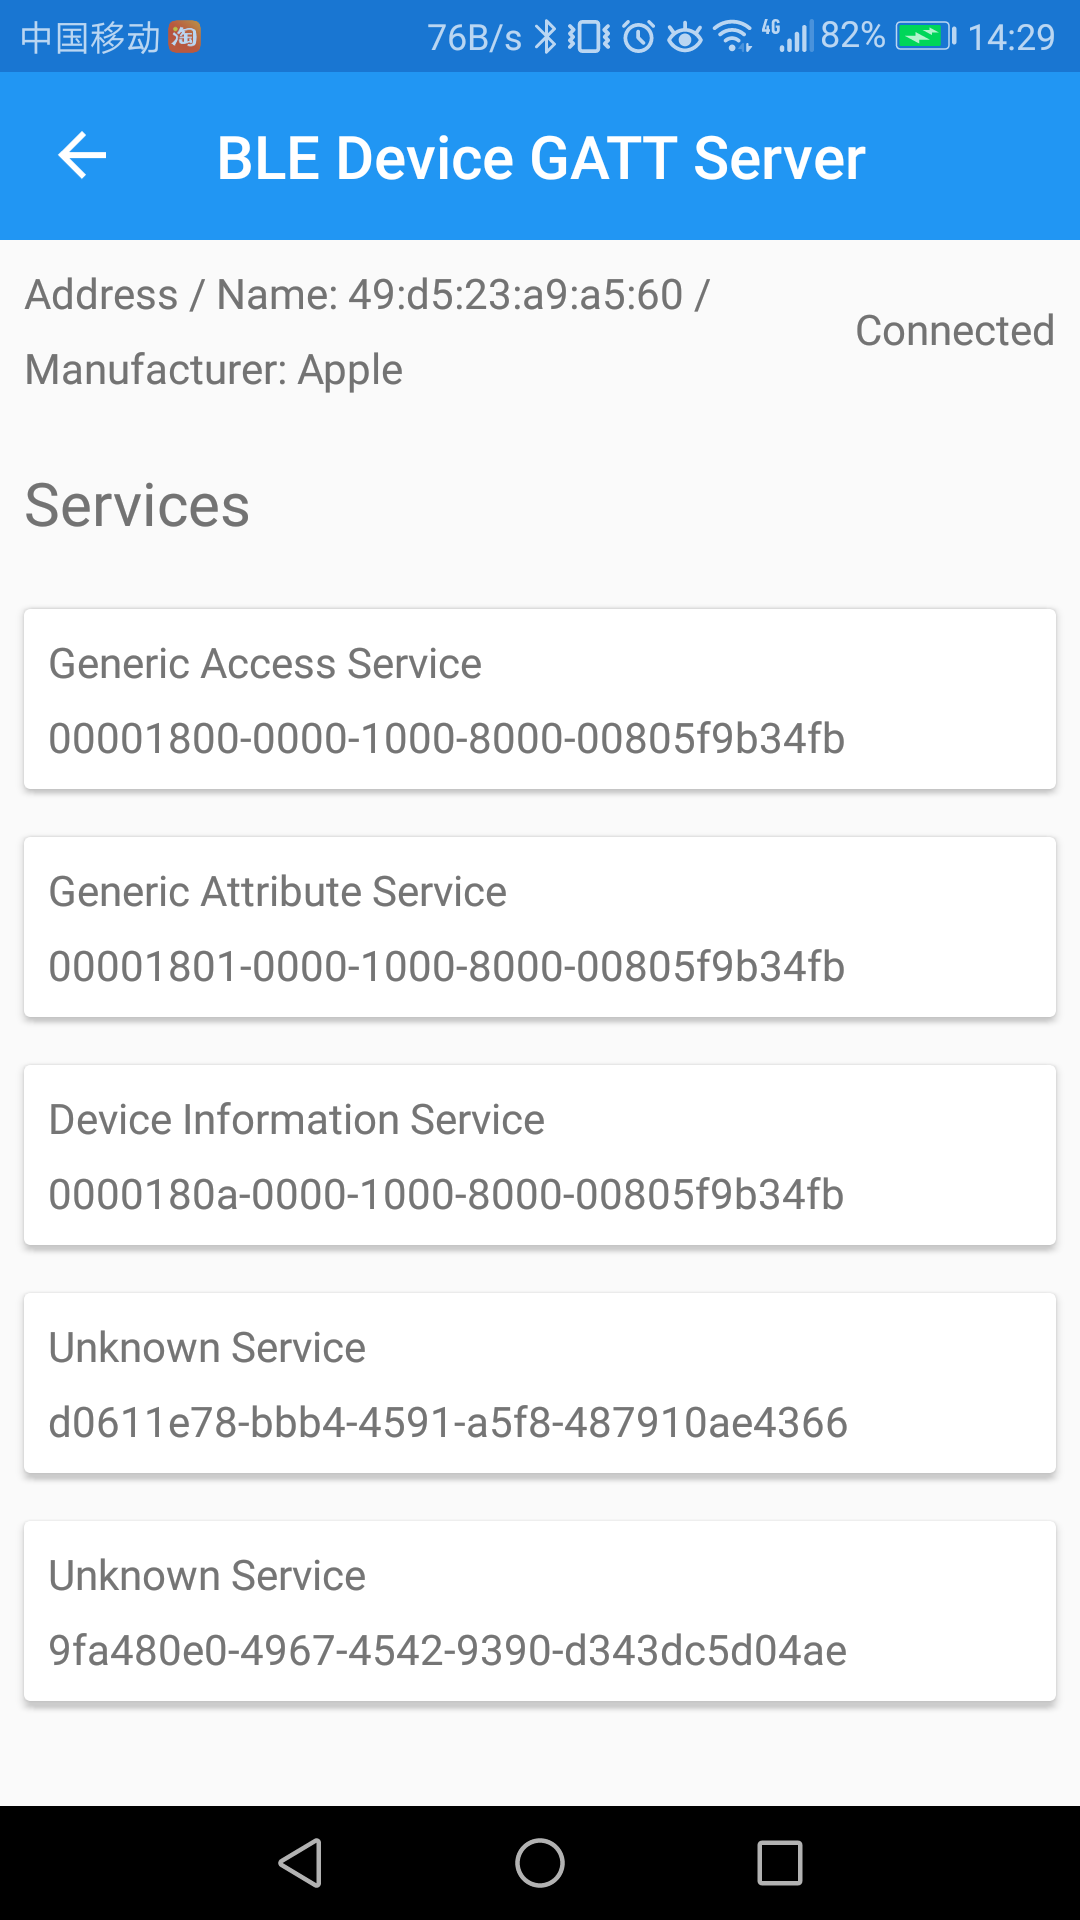 中国移动 淘 76B/s 4G 82% 14:29
BLE Device GATT Server
Address / Name: 49:d5:23:a9:a5:60 /
Connected
Manufacturer: Apple
Services
Generic Access Service
00001800-0000-1000-8000-00805f9b34fb
Generic Attribute Service
00001801-0000-1000-8000-00805f9b34fb
Device Information Service
0000180a-0000-1000-8000-00805f9b34fb
Unknown Service
d0611e78-bbb4-4591-a5f8-487910ae4366
Unknown Service
9fa480e0-4967-4542-9390-d343dc5d04ae